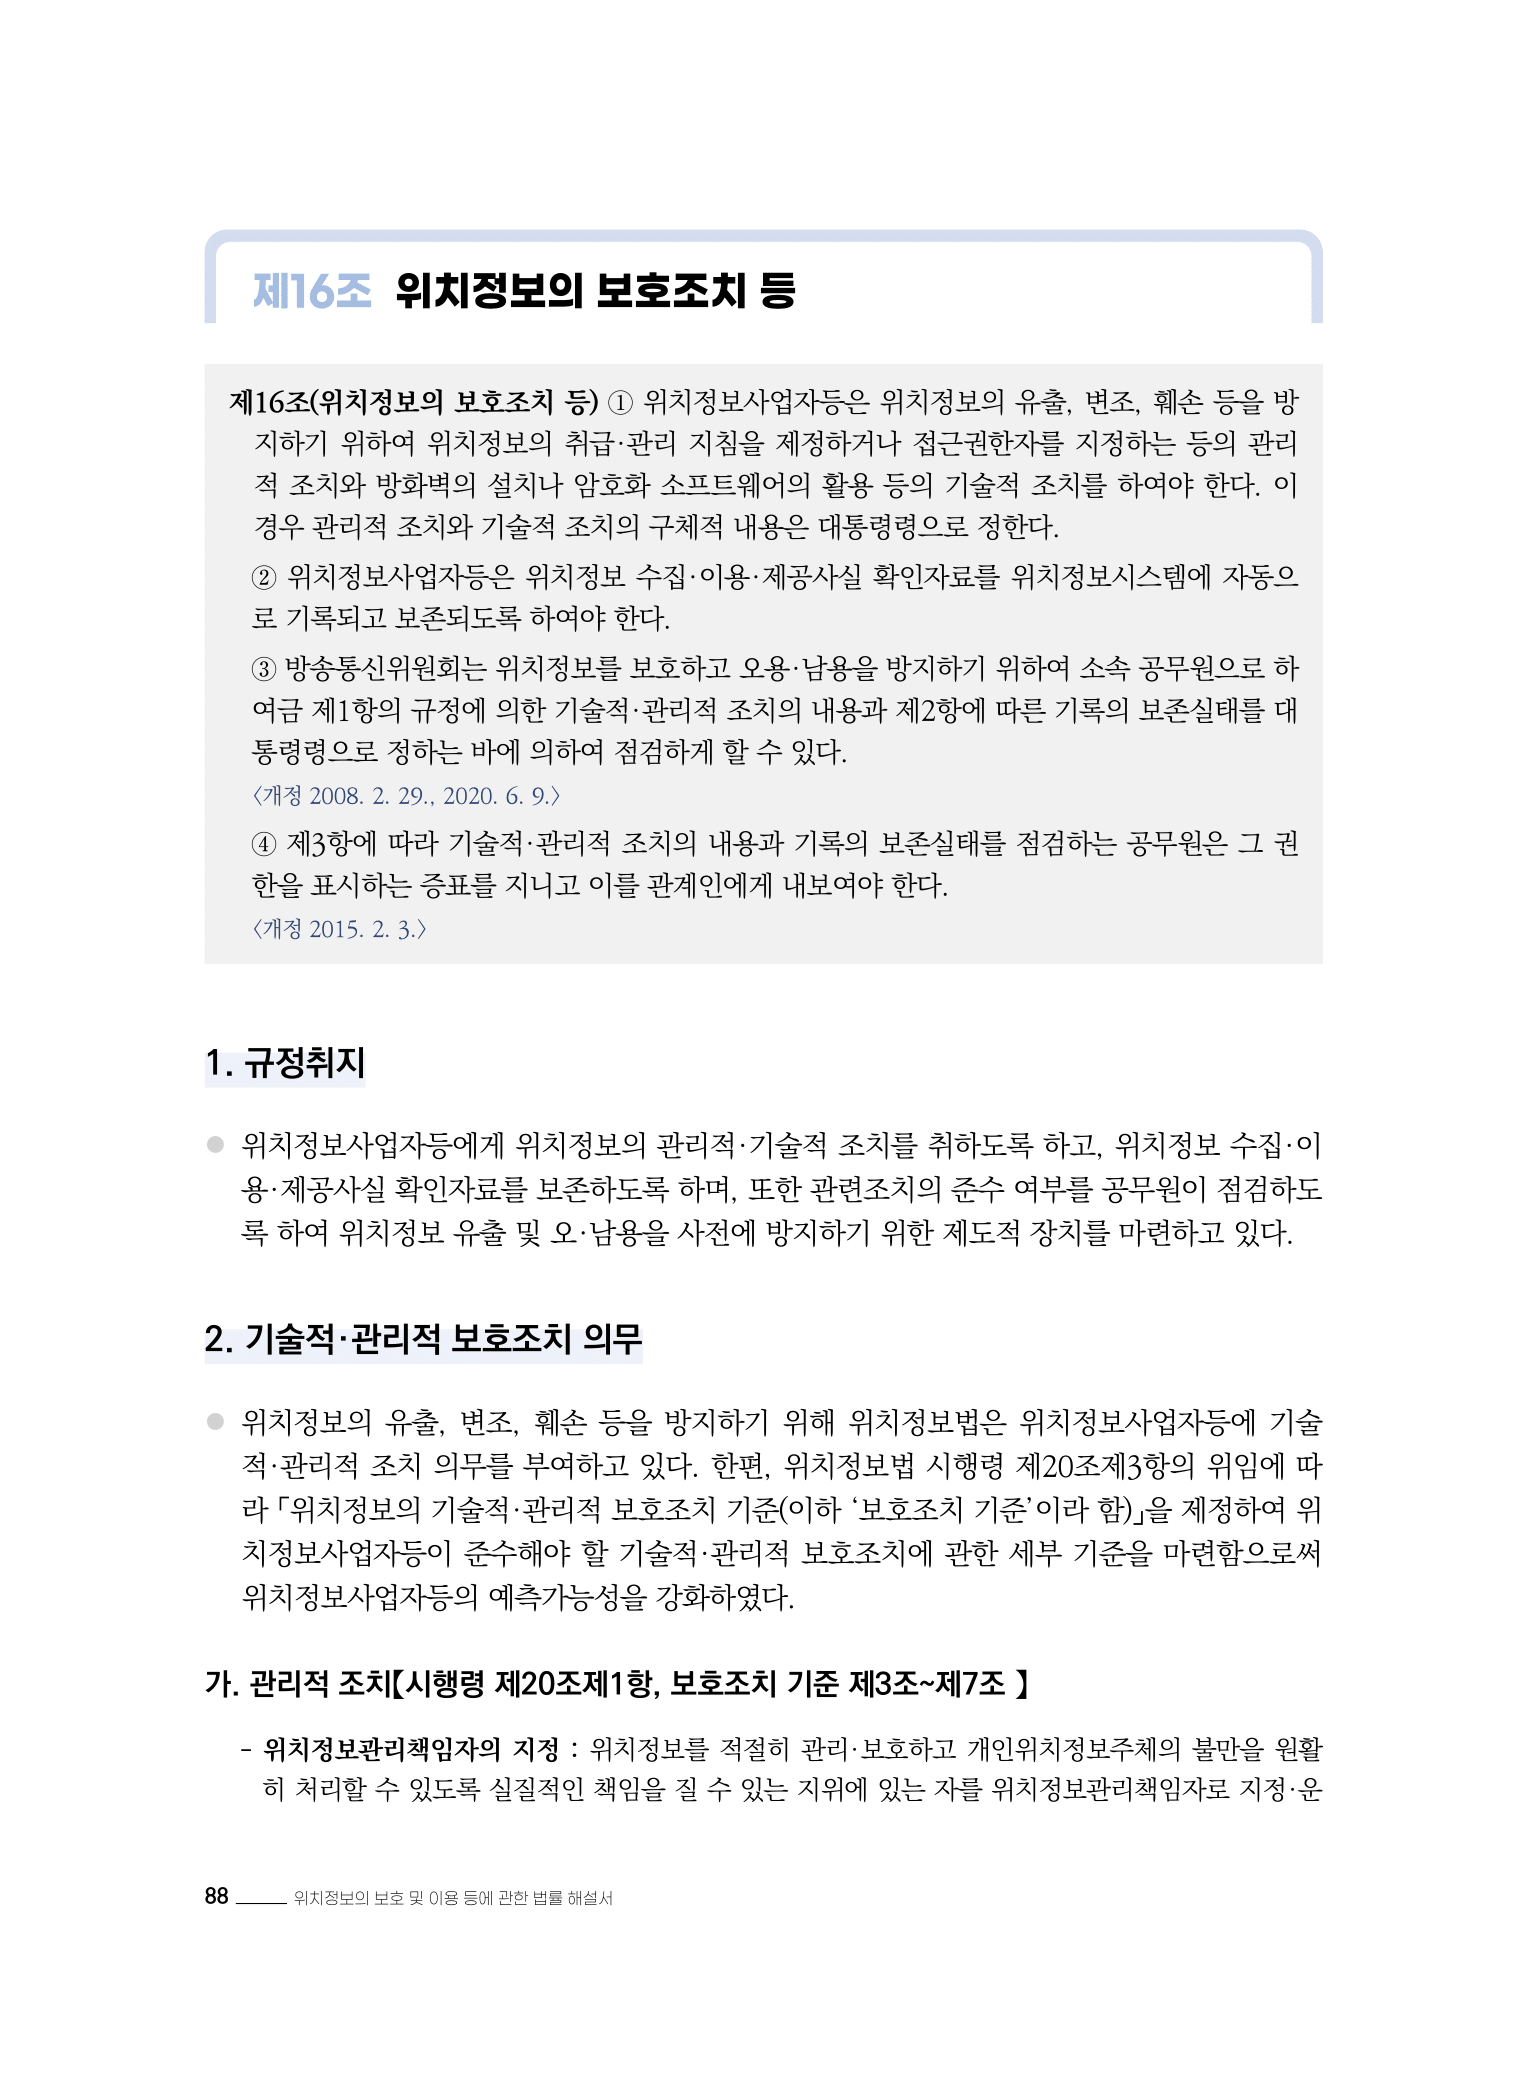 제16조 위치정보의 보호조치 등
제16조(위치정보의 보호조치 등) ① 위치정보사업자등은 위치정보의 유출, 변조, 훼손 등을 방
지하기 위하여 위치정보의 취급·관리 지침을 제정하거나 접근권한자를 지정하는 등의 관리
적 조치와 방화벽의 설치나 암호화 소프트웨어의 활용 등의 기술적 조치를 하여야 한다. 이
경우 관리적 조치와 기술적 조치의 구체적 내용은 대통령령으로 정한다.
② 위치정보사업자등은 위치정보 수집·이용·제공사실 확인자료를 위치정보시스템에 자동으
로 기록되고 보존되도록 하여야 한다.
③ 방송통신위원회는 위치정보를 보호하고 오용·남용을 방지하기 위하여 소속 공무원으로 하
여금 제1항의 규정에 의한 기술적·관리적 조치의 내용과 제2항에 따른 기록의 보존실태를 대
통령령으로 정하는 바에 의하여 점검하게 할 수 있다.
〈개정 2008. 2. 29., 2020. 6. 9.〉
④ 제3항에 따라 기술적·관리적 조치의 내용과 기록의 보존실태를 점검하는 공무원은 그 권
한을 표시하는 증표를 지니고 이를 관계인에게 내보여야 한다.
〈개정 2015. 2. 3.〉
1. 규정취지
● 위치정보사업자등에게 위치정보의 관리적·기술적 조치를 취하도록 하고, 위치정보 수집·이
용·제공사실 확인자료를 보존하도록 하며, 또한 관련조치의 준수 여부를 공무원이 점검하도
록 하여 위치정보 유출 및 오·남용을 사전에 방지하기 위한 제도적 장치를 마련하고 있다.
2. 기술적·관리적 보호조치 의무
● 위치정보의 유출, 변조, 훼손 등을 방지하기 위해 위치정보법은 위치정보사업자등에 기술
적·관리적 조치 의무를 부여하고 있다. 한편, 위치정보법 시행령 제20조제3항의 위임에 따
라 「위치정보의 기술적·관리적 보호조치 기준(이하 ‘보호조치 기준’이라 함)」을 제정하여 위
치정보사업자등이 준수해야 할 기술적·관리적 보호조치에 관한 세부 기준을 마련함으로써
위치정보사업자등의 예측가능성을 강화하였다.
가. 관리적 조치【시행령 제20조제1항, 보호조치 기준 제3조~제7조 】
- 위치정보관리책임자의 지정 : 위치정보를 적절히 관리·보호하고 개인위치정보주체의 불만을 원활
히 처리할 수 있도록 실질적인 책임을 질 수 있는 지위에 있는 자를 위치정보관리책임자로 지정·운
88 위치정보의 보호 및 이용 등에 관한 법률 해설서